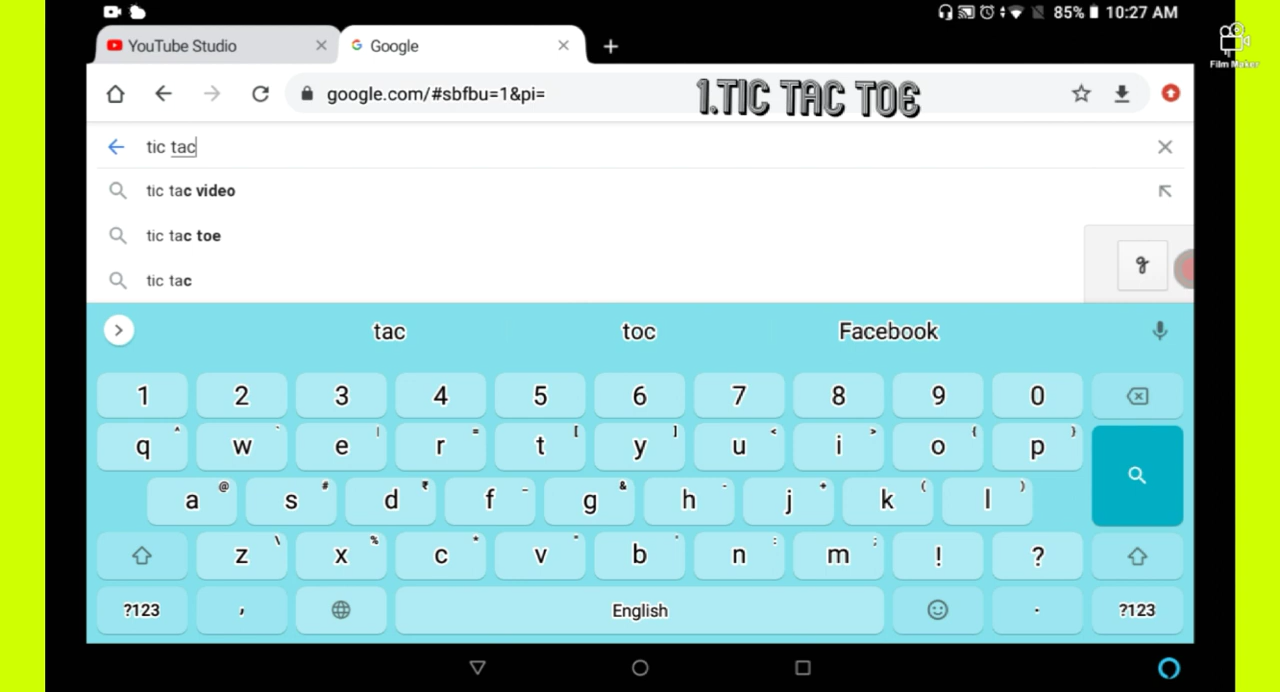 85% 10:27 AM
YouTube Studio
Google
Film Maker
google.com/#sbfbu=1&pi=
1.TIC TAC TOE
tic tac
tic tac video
tic tac toe
tic tac
tac toc Facebook
1 2 3 4 5 6 7 8 9 0
q ^ w ` e | r = t [ y ] u < i > o { p }
a @ s # d ₹ f _ g & h - j + k ( l )
z \ x % c * v " b ' n : m ; ! ?
?123 , English . ?123